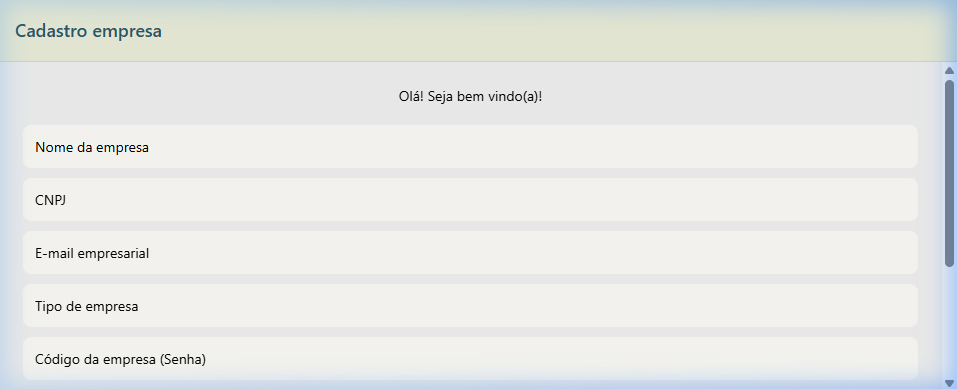 Cadastro empresa
Olá! Seja bem vindo(a)!
Nome da empresa
CNPJ
E-mail empresarial
Tipo de empresa
Código da empresa (Senha)